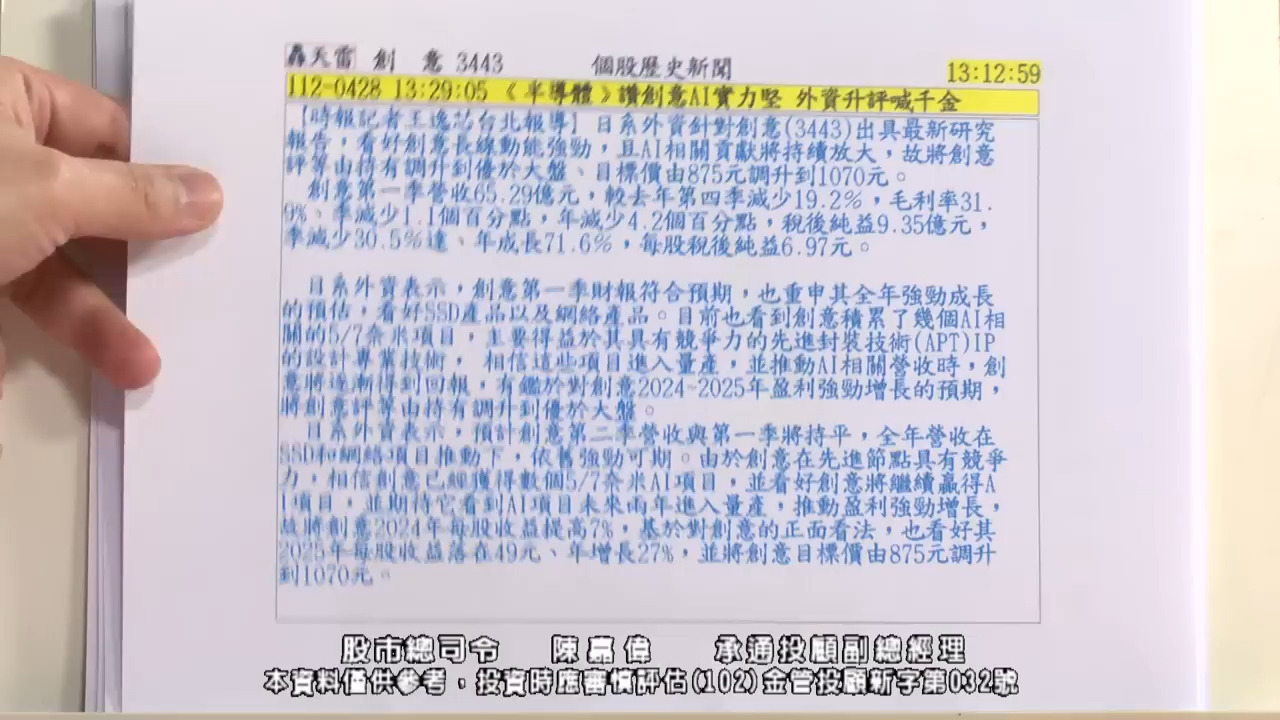 轟天雷 創 意 3443 個股歷史新聞 13:12:59
112-0428 13:29:05 《半導體》讚創意AI實力堅 外資升評喊千金
【時報記者王逸芯台北報導】日系外資針對創意(3443)出具最新研究
報告,看好創意長線動能強勁,且AI相關貢獻將持續放大,故將創意
評等由持有調升到優於大盤、目標價由875元調升到1070元。
創意第一季營收65.29億元,較去年第四季減少19.2%,毛利率31.
9%、季減少1.1個百分點,年減少4.2個百分點,稅後純益9.35億元,
季減少30.5%達、年成長71.6%,每股稅後純益6.97元。
日系外資表示,創意第一季財報符合預期,也重申其全年強勁成長
的預估,看好SSD產品以及網絡產品。目前也看到創意積累了幾個AI相
關的5/7奈米項目,主要得益於其具有競爭力的先進封裝技術(APT)IP
的設計專業技術, 相信這些項目進入量產,並推動AI相關營收時,創
意將逐漸得到回報,有鑑於對創意2024~2025年盈利強勁增長的預期,
將創意評等由持有調升到優於大盤。
日系外資表示,預計創意第二季營收與第一季將持平,全年營收在
SSD和網絡項目推動下,依舊強勁可期。由於創意在先進節點具有競爭
力,相信創意已經獲得數個5/7奈米AI項目,並看好創意將繼續贏得A
I項目,並期待它看到AI項目未來兩年進入量產,推動盈利強勁增長,
故將創意2024年每股收益提高7%,基於對創意的正面看法,也看好其
2025年每股收益落在49元、年增長27%,並將創意目標價由875元調升
到1070元。
股市總司令 陳嘉偉 承通投顧副總經理
本資料僅供參考,投資時應審慎評估(102)金管投顧新字第032號